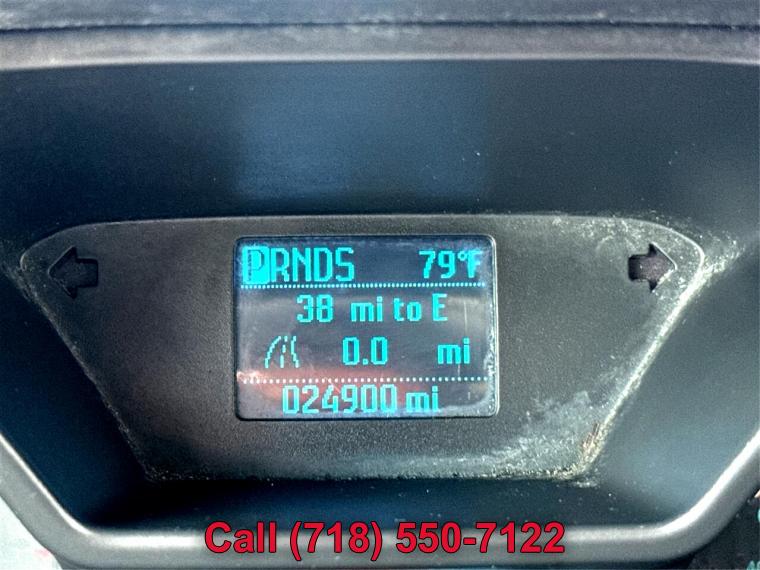 PRNDS 79°F
38 mi to E
0.0 mi
024900 mi
Call (718) 550-7122